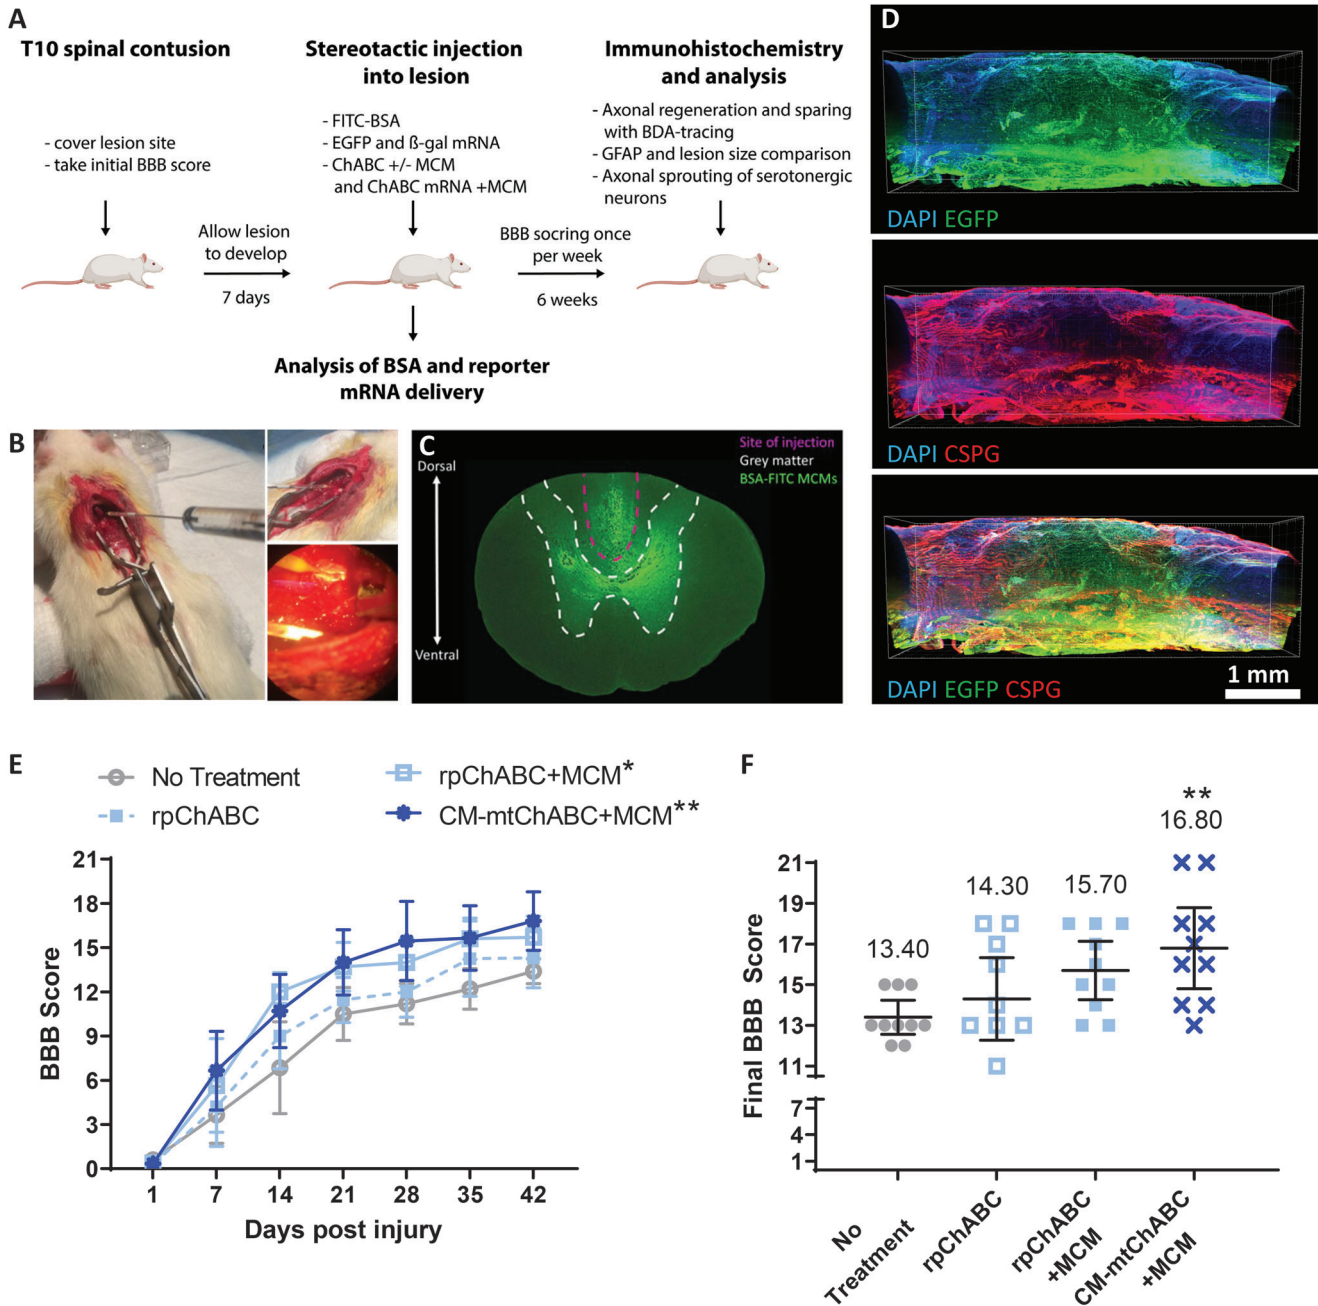 A
T10 spinal contusion
- cover lesion site
- take initial BBB score
Allow lesion
to develop
7 days
Stereotactic injection
into lesion
- FITC-BSA
- EGFP and ß-gal mRNA
- ChABC +/- MCM
and ChABC mRNA +MCM
BBB socring once
per week
6 weeks
Immunohistochemistry
and analysis
- Axonal regeneration and sparing
with BDA-tracing
- GFAP and lesion size comparison
- Axonal sprouting of serotonergic
neurons
Analysis of BSA and reporter
mRNA delivery
B
C
Dorsal
Ventral
Site of injection
Grey matter
BSA-FITC MCMs
D
DAPI EGFP
DAPI CSPG
DAPI EGFP CSPG
1 mm
E
No Treatment
rpChABC
rpChABC+MCM*
CM-mtChABC+MCM**
BBB Score
21
18
15
12
9
6
3
0
1 7 14 21 28 35 42
Days post injury
F
Final BBB Score
21
19
17
15
13
11
7
4
1
13.40
14.30
15.70
**
16.80
No
Treatment
rpChABC
rpChABC
+MCM
CM-mtChABC
+MCM